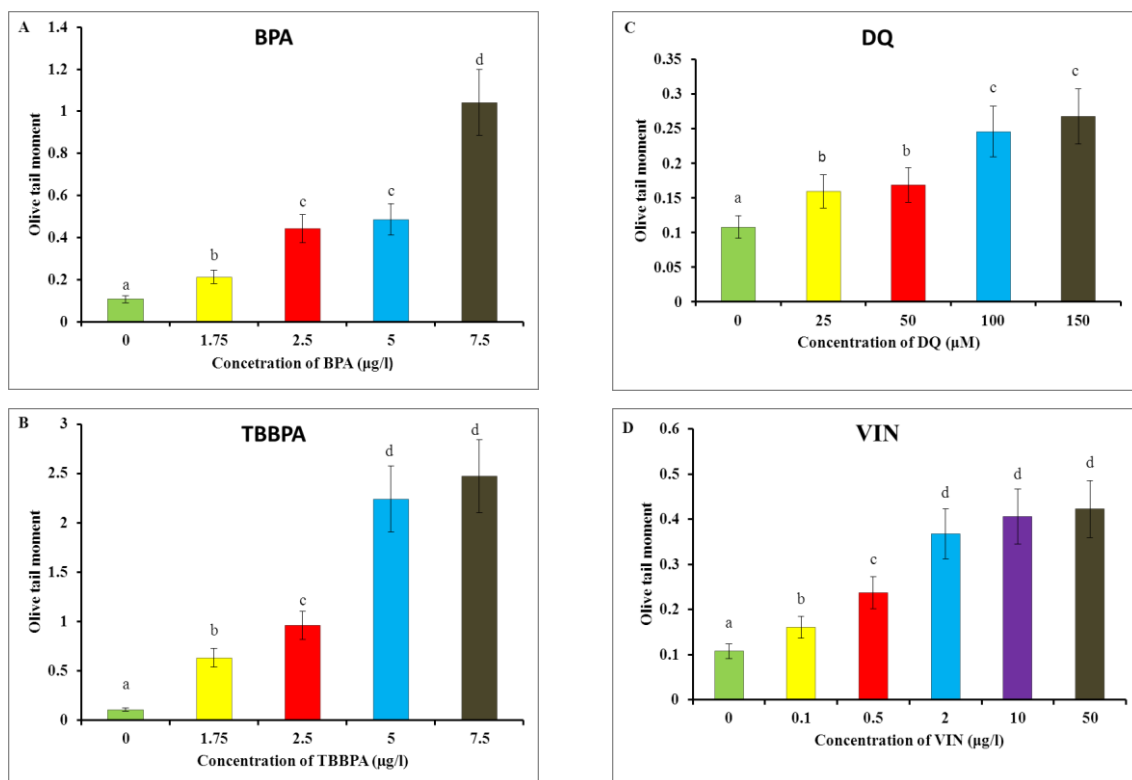 A
BPA
Olive tail moment
1.4
1.2
1
0.8
0.6
0.4
0.2
0
a
b
c
c
d
0 1.75 2.5 5 7.5
Concetration of BPA (µg/l)
B
TBBPA
Olive tail moment
3
2.5
2
1.5
1
0.5
0
a
b
c
d
d
0 1.75 2.5 5 7.5
Concentration of TBBPA (µg/l)
C
DQ
Olive tail moment
0.35
0.3
0.25
0.2
0.15
0.1
0.05
0
a
b
b
c
c
0 25 50 100 150
Concentration of DQ (µM)
D
VIN
Olive tail moment
0.6
0.5
0.4
0.3
0.2
0.1
0
a
b
c
d
d
d
0 0.1 0.5 2 10 50
Concentration of VIN (µg/l)